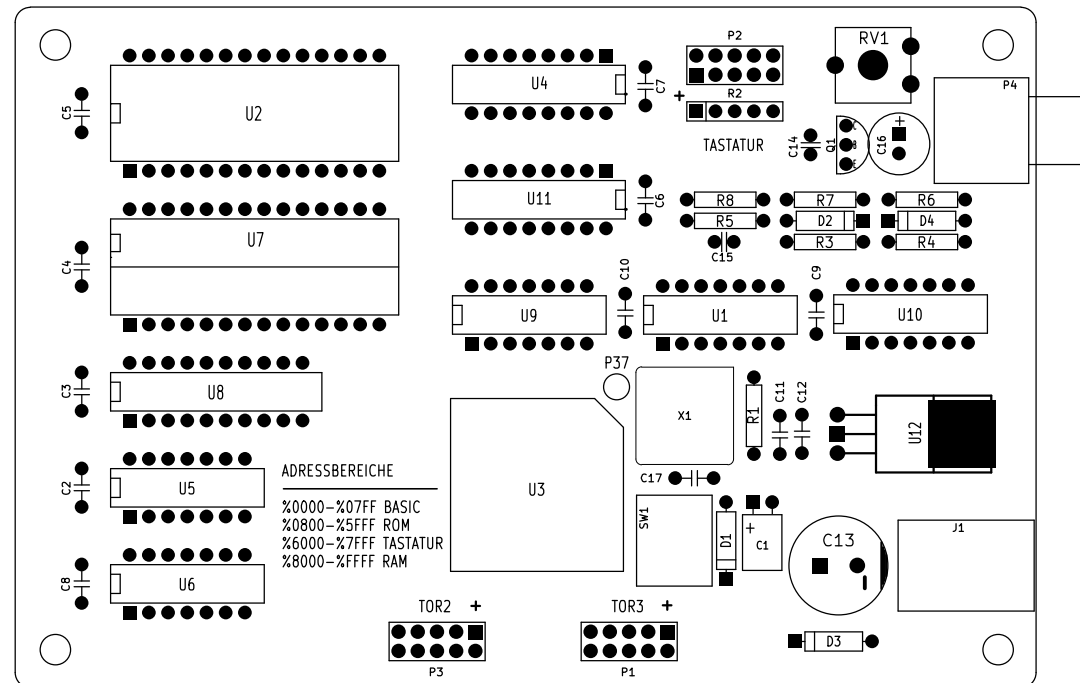 P2
RV1
U4
C7
P4
C5
U2
+
R2
+
TASTATUR
C14
Q1
C
B
E
C16
U11
C6
R8
R7
R6
R5
D2
D4
R3
R4
C15
U7
C4
C10
C9
U9
U1
U10
P37
C3
U8
X1
R1
C11
C12
U12
C2
U5
ADRESSBEREICHE
%0000-%07FF BASIC
%0800-%5FFF ROM
%6000-%7FFF TASTATUR
%8000-%FFFF RAM
U3
C17
SW1
D1
+
C1
C13
J1
C8
U6
TOR2 +
TOR3 +
D3
P3
P1